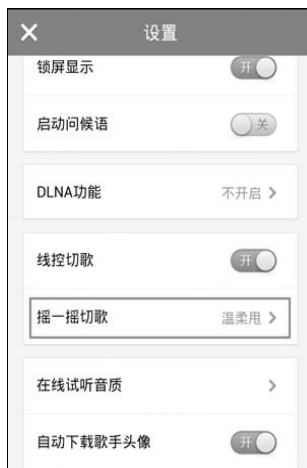 设置
锁屏显示 开
启动问候语 关
DLNA功能 不开启
线控切歌 开
摇一摇切歌 温柔甩
在线试听音质
自动下载歌手头像 开